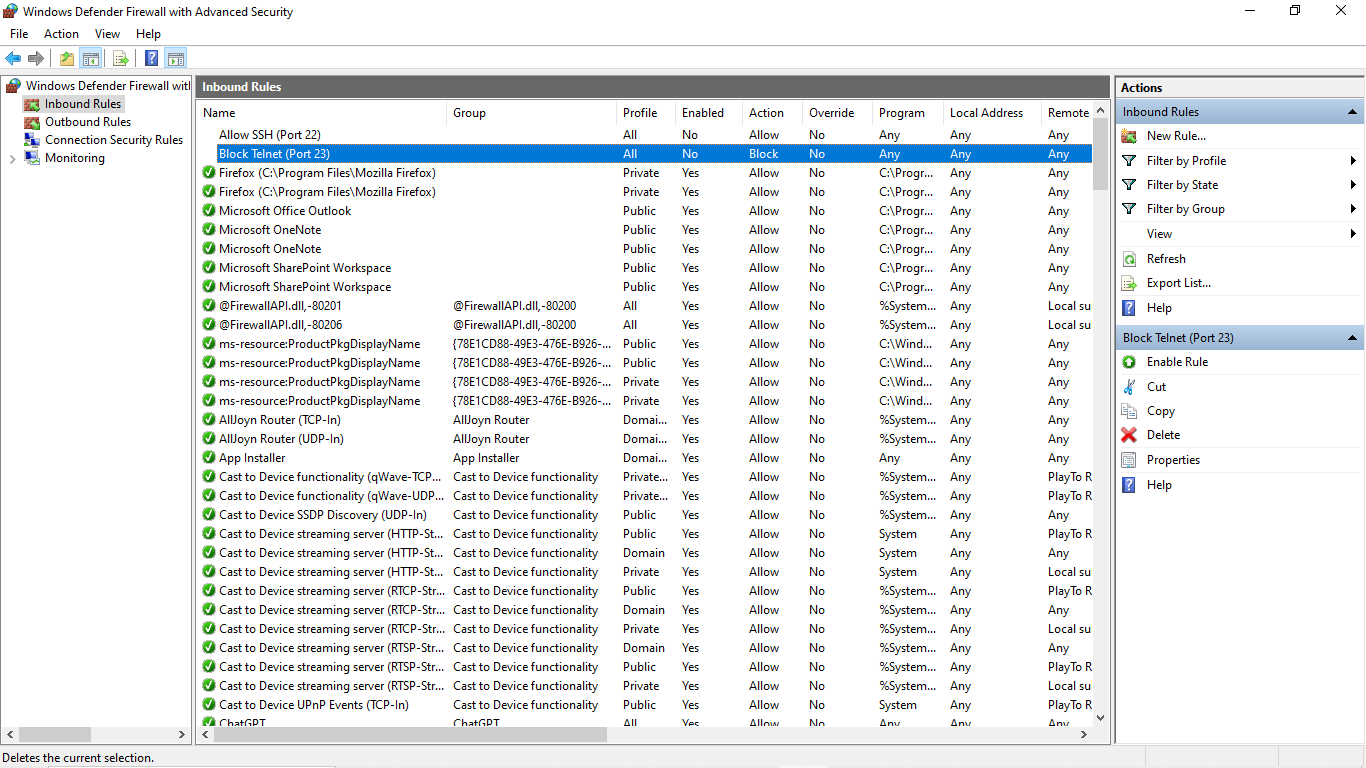 Windows Defender Firewall with Advanced Security
File Action View Help
Windows Defender Firewall wit
Inbound Rules
Outbound Rules
Connection Security Rules
Monitoring
Inbound Rules
Name Group Profile Enabled Action Override Program Local Address Remote
Allow SSH (Port 22) All No Allow No Any Any Any
Block Telnet (Port 23) All No Block No Any Any Any
Firefox (C:\Program Files\Mozilla Firefox) Private Yes Allow No C:\Progr... Any Any
Firefox (C:\Program Files\Mozilla Firefox) Private Yes Allow No C:\Progr... Any Any
Microsoft Office Outlook Public Yes Allow No C:\Progr... Any Any
Microsoft OneNote Public Yes Allow No C:\Progr... Any Any
Microsoft OneNote Public Yes Allow No C:\Progr... Any Any
Microsoft SharePoint Workspace Public Yes Allow No C:\Progr... Any Any
Microsoft SharePoint Workspace Public Yes Allow No C:\Progr... Any Any
@FirewallAPI.dll,-80201 @FirewallAPI.dll,-80200 All Yes Allow No %System... Any Local su
@FirewallAPI.dll,-80206 @FirewallAPI.dll,-80200 All Yes Allow No %System... Any Local su
ms-resource:ProductPkgDisplayName {78E1CD88-49E3-476E-B926-... Public Yes Allow No C:\Wind... Any Any
ms-resource:ProductPkgDisplayName {78E1CD88-49E3-476E-B926-... Public Yes Allow No C:\Wind... Any Any
ms-resource:ProductPkgDisplayName {78E1CD88-49E3-476E-B926-... Private Yes Allow No C:\Wind... Any Any
ms-resource:ProductPkgDisplayName {78E1CD88-49E3-476E-B926-... Private Yes Allow No C:\Wind... Any Any
AllJoyn Router (TCP-In) AllJoyn Router Domai... Yes Allow No %System... Any Any
AllJoyn Router (UDP-In) AllJoyn Router Domai... Yes Allow No %System... Any Any
App Installer App Installer Domai... Yes Allow No Any Any Any
Cast to Device functionality (qWave-TCP... Cast to Device functionality Private... Yes Allow No %System... Any PlayTo R
Cast to Device functionality (qWave-UDP... Cast to Device functionality Private... Yes Allow No %System... Any PlayTo R
Cast to Device SSDP Discovery (UDP-In) Cast to Device functionality Public Yes Allow No %System... Any Any
Cast to Device streaming server (HTTP-St... Cast to Device functionality Public Yes Allow No System Any PlayTo R
Cast to Device streaming server (HTTP-St... Cast to Device functionality Domain Yes Allow No System Any Any
Cast to Device streaming server (HTTP-St... Cast to Device functionality Private Yes Allow No System Any Local su
Cast to Device streaming server (RTCP-Str... Cast to Device functionality Public Yes Allow No %System... Any PlayTo R
Cast to Device streaming server (RTCP-Str... Cast to Device functionality Domain Yes Allow No %System... Any Any
Cast to Device streaming server (RTCP-Str... Cast to Device functionality Private Yes Allow No %System... Any Local su
Cast to Device streaming server (RTSP-Str... Cast to Device functionality Domain Yes Allow No %System... Any Any
Cast to Device streaming server (RTSP-Str... Cast to Device functionality Public Yes Allow No %System... Any PlayTo R
Cast to Device streaming server (RTSP-Str... Cast to Device functionality Private Yes Allow No %System... Any Local su
Cast to Device UPnP Events (TCP-In) Cast to Device functionality Public Yes Allow No System Any PlayTo R
ChatGPT ChatGPT All Yes Allow No Any Any Any
Actions
Inbound Rules
New Rule...
Filter by Profile
Filter by State
Filter by Group
View
Refresh
Export List...
Help
Block Telnet (Port 23)
Enable Rule
Cut
Copy
Delete
Properties
Help
Deletes the current selection.